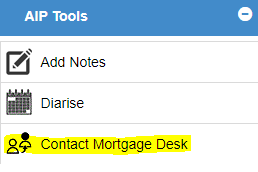 AIP Tools
Add Notes
Diarise
Contact Mortgage Desk